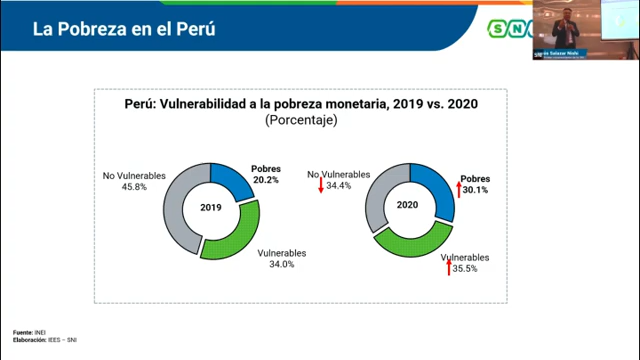 La Pobreza en el Perú
SNI
Perú: Vulnerabilidad a la pobreza monetaria, 2019 vs. 2020
(Porcentaje)
No Vulnerables
45.8%
Pobres
20.2%
2019
Vulnerables
34.0%
No Vulnerables
34.4%
Pobres
30.1%
2020
Vulnerables
35.5%
Fuente: INEI
Elaboración: IEES – SNI
Salazar Niño